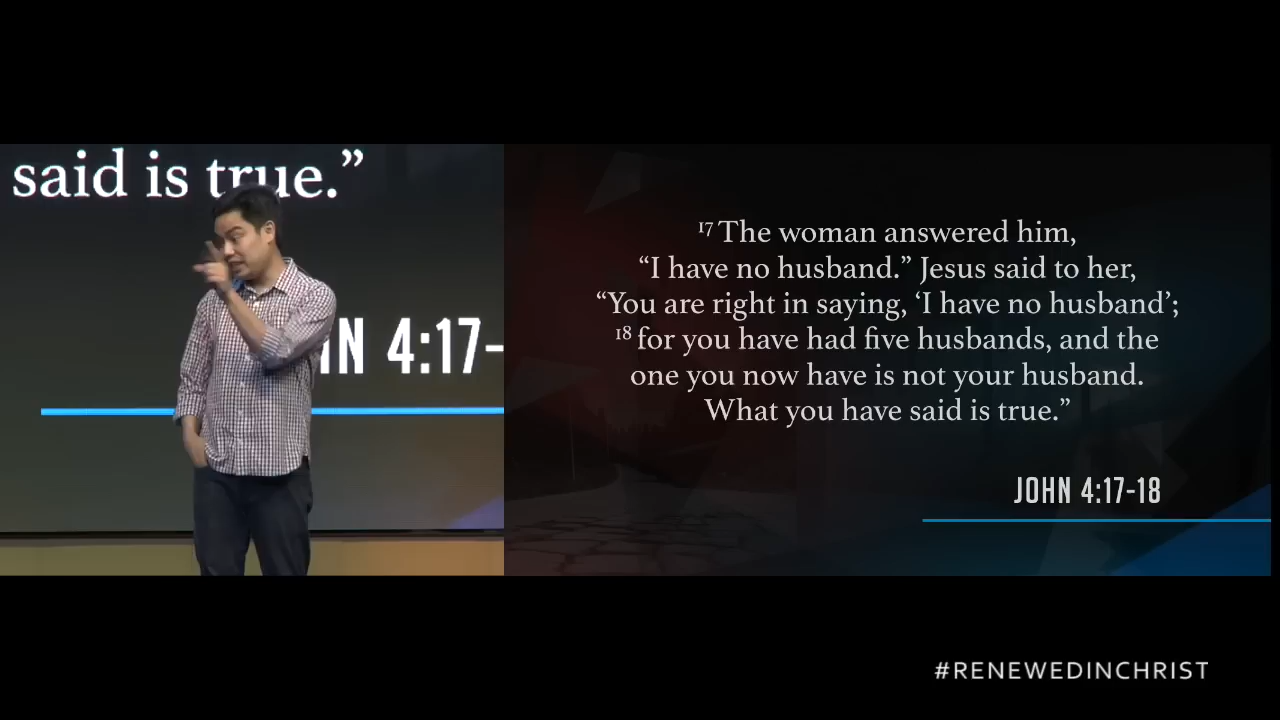 said is true.”
IN 4:17-
17 The woman answered him,
“I have no husband.” Jesus said to her,
“You are right in saying, ‘I have no husband’;
18 for you have had five husbands, and the
one you now have is not your husband.
What you have said is true.”
JOHN 4:17-18
#RENEWEDINCHRIST